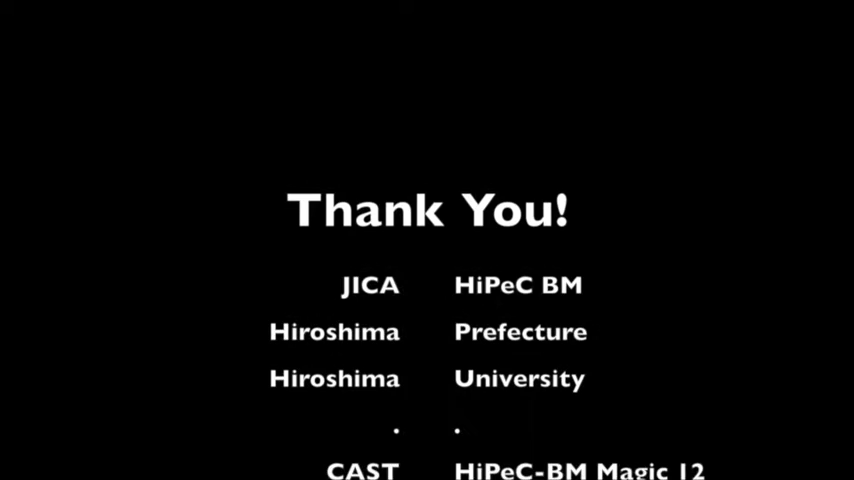 Thank You!
JICA HiPeC BM
Hiroshima Prefecture
Hiroshima University
. .
CAST HiPeC-BM Magic 12